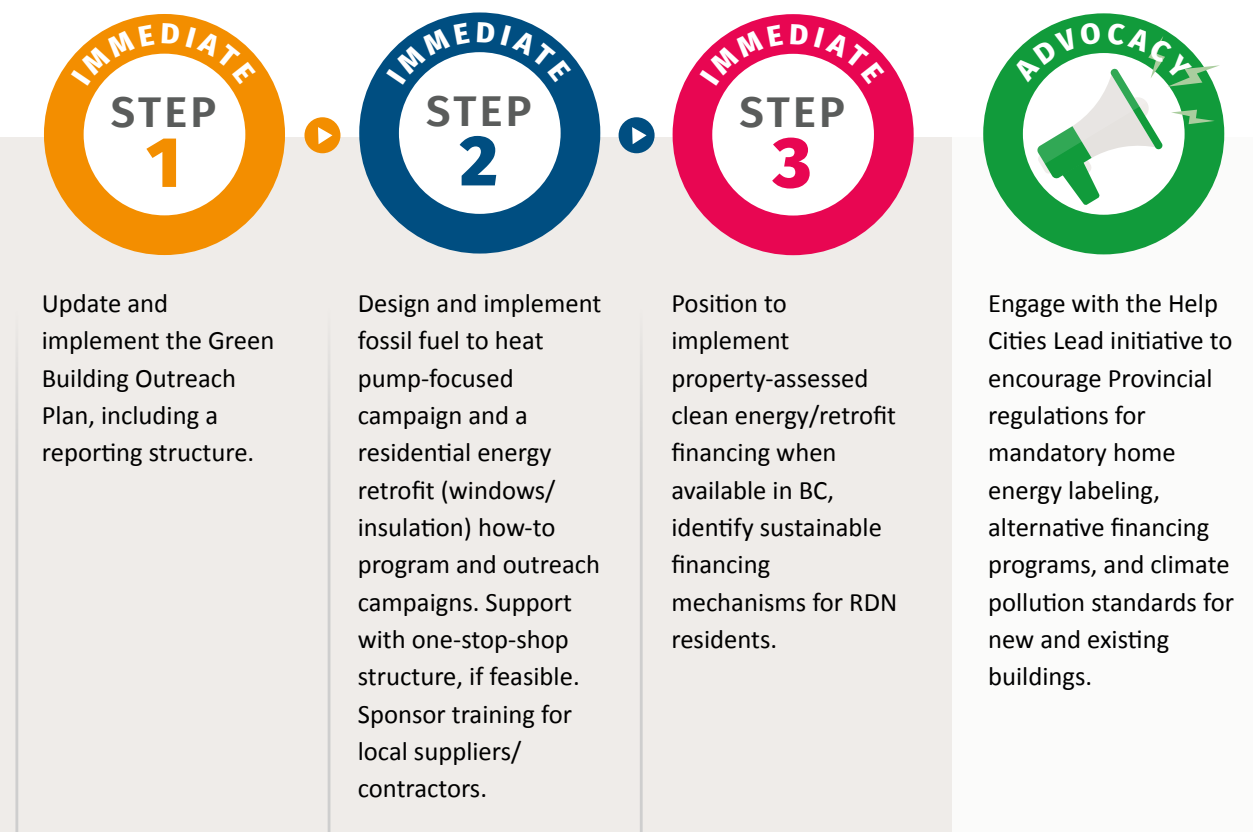 IMMEDIATE
STEP
1
Update and
implement the Green
Building Outreach
Plan, including a
reporting structure.
IMMEDIATE
STEP
2
Design and implement
fossil fuel to heat
pump-focused
campaign and a
residential energy
retrofit (windows/
insulation) how-to
program and outreach
campaigns. Support
with one-stop-shop
structure, if feasible.
Sponsor training for
local suppliers/
contractors.
IMMEDIATE
STEP
3
Position to
implement
property-assessed
clean energy/retrofit
financing when
available in BC,
identify sustainable
financing
mechanisms for RDN
residents.
ADVOCACY
Engage with the Help
Cities Lead initiative to
encourage Provincial
regulations for
mandatory home
energy labeling,
alternative financing
programs, and climate
pollution standards for
new and existing
buildings.